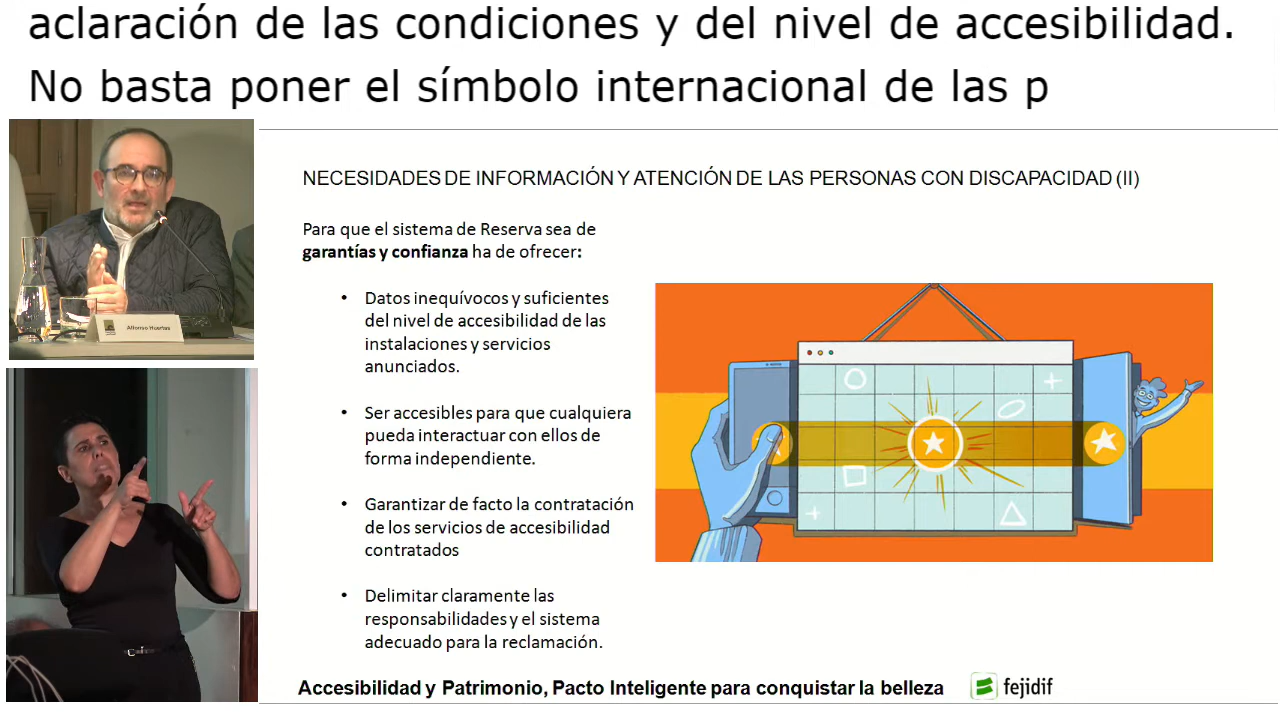 aclaración de las condiciones y del nivel de accesibilidad.
No basta poner el símbolo internacional de las p
Alfonso Huertas
NECESIDADES DE INFORMACIÓN Y ATENCIÓN DE LAS PERSONAS CON DISCAPACIDAD (II)
Para que el sistema de Reserva sea de
garantías y confianza ha de ofrecer:
• Datos inequívocos y suficientes
del nivel de accesibilidad de las
instalaciones y servicios
anunciados.
• Ser accesibles para que cualquiera
pueda interactuar con ellos de
forma independiente.
• Garantizar de facto la contratación
de los servicios de accesibilidad
contratados
• Delimitar claramente las
responsabilidades y el sistema
adecuado para la reclamación.
Accesibilidad y Patrimonio, Pacto Inteligente para conquistar la belleza
fejidif